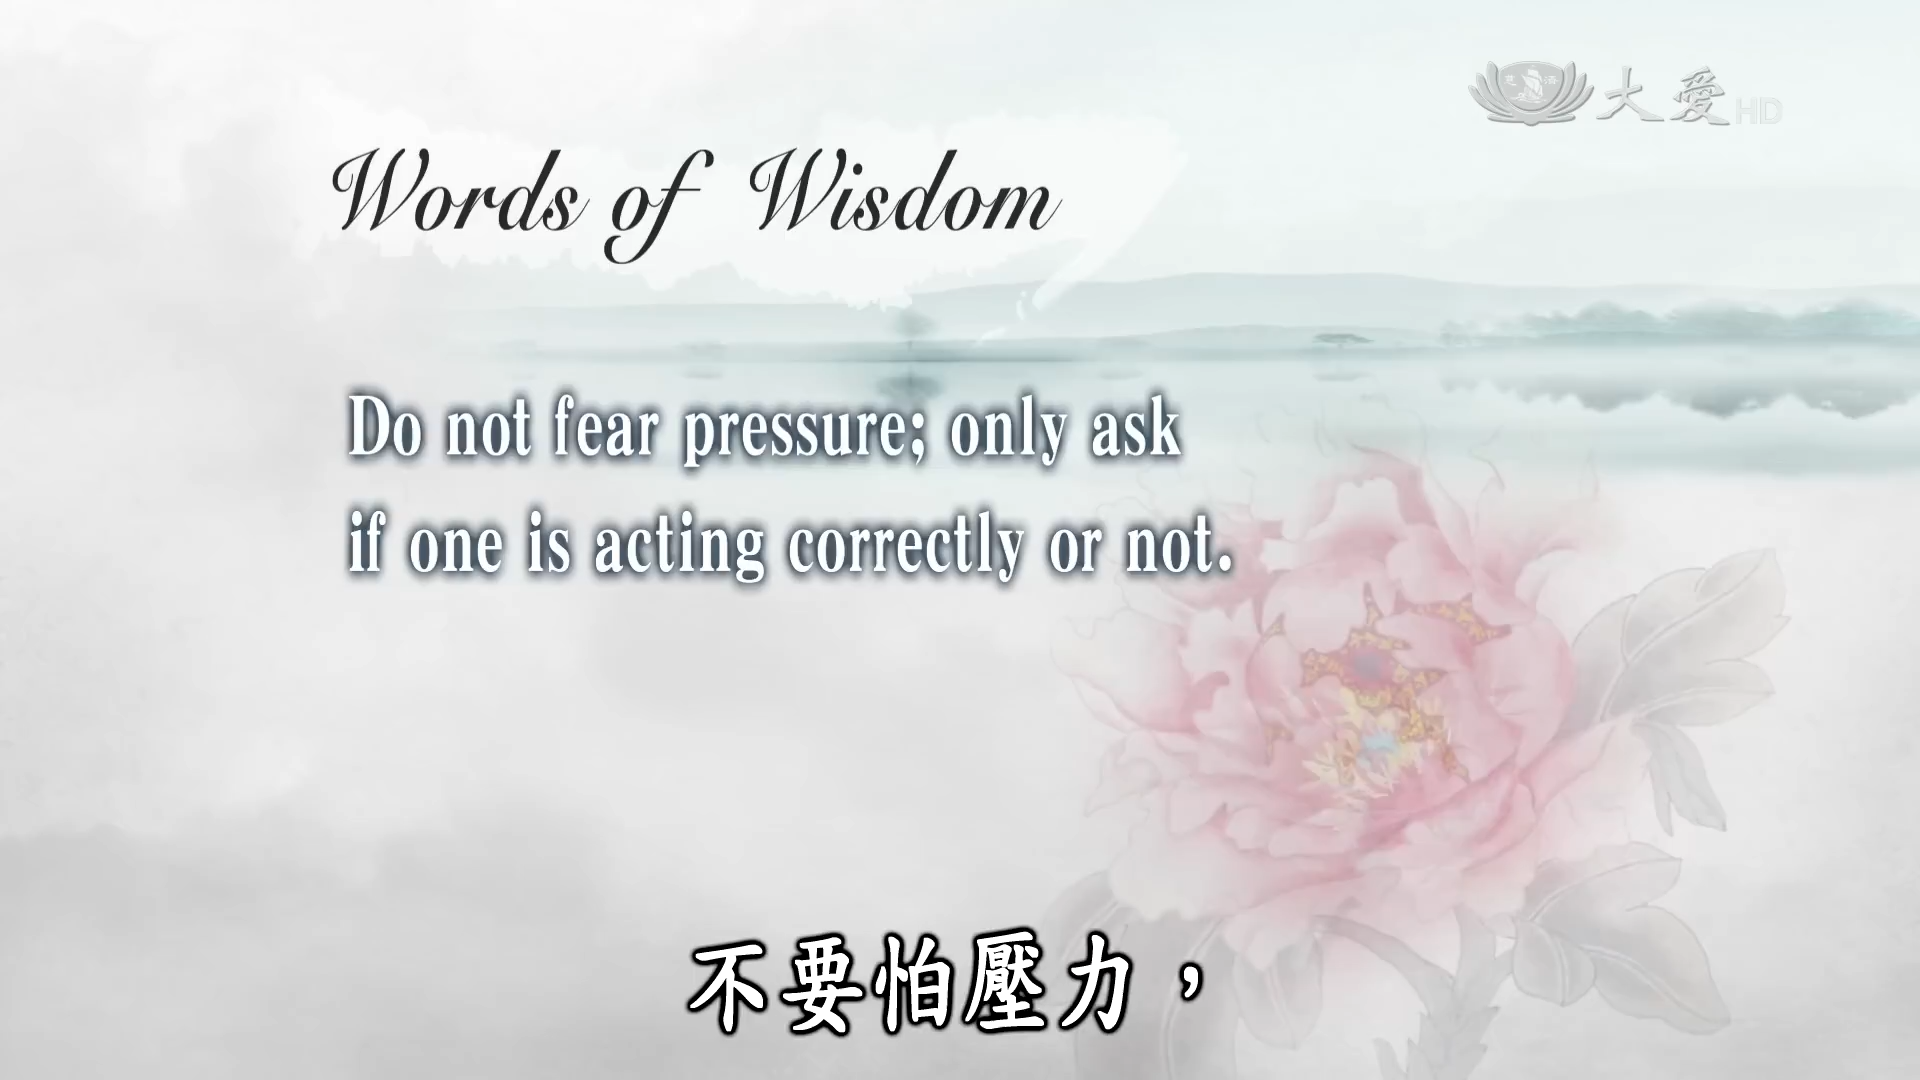 大愛HD
Words of Wisdom
Do not fear pressure; only ask
if one is acting correctly or not.
不要怕壓力，